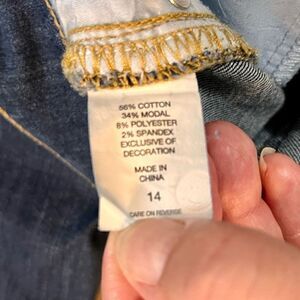 56% COTTON
34% MODAL
8% POLYESTER
2% SPANDEX
EXCLUSIVE OF
DECORATION
MADE IN
CHINA
14
CARE ON REVERSE